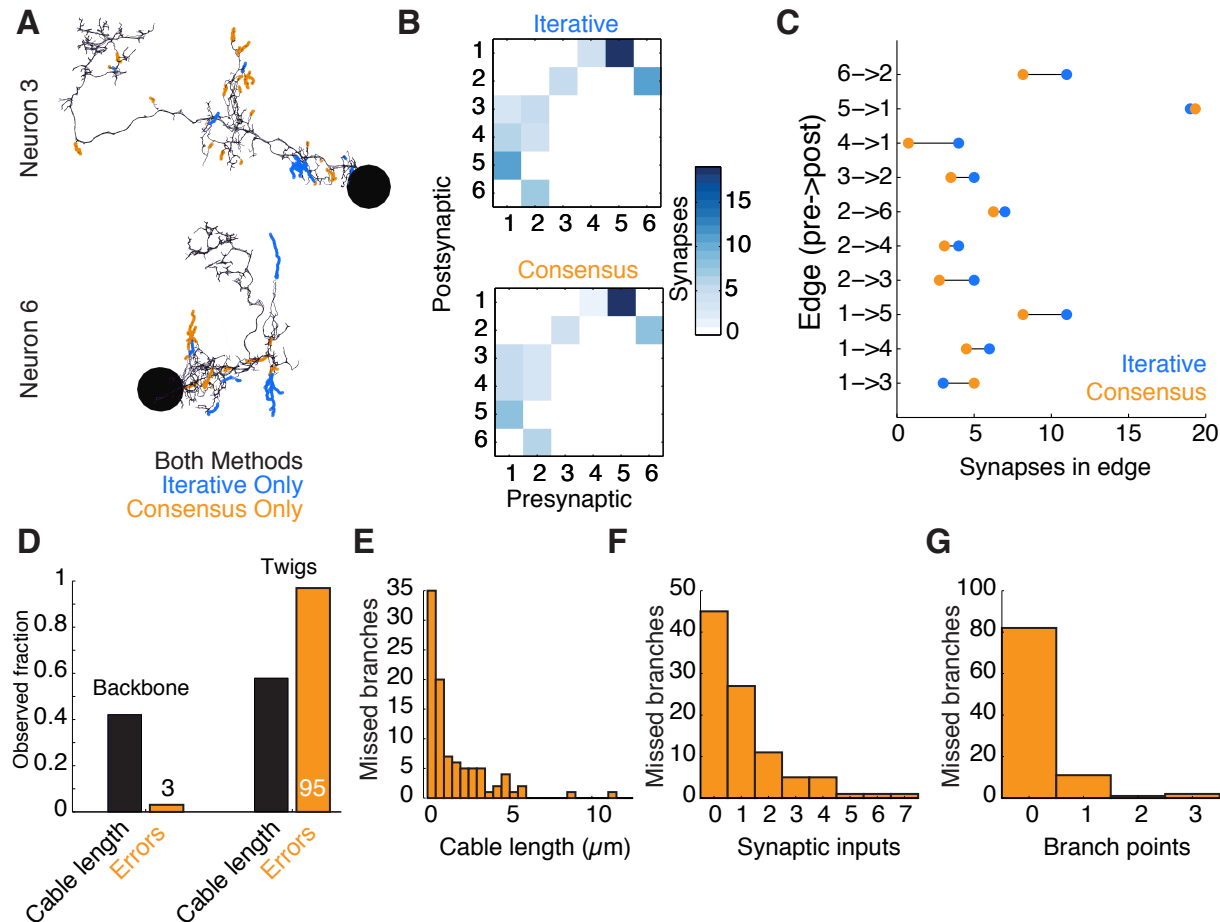 A
Neuron 3
Neuron 6
Both Methods
Iterative Only
Consensus Only
B
Iterative
1
2
3
4
5
6
1 2 3 4 5 6
Consensus
1
2
3
4
5
6
1 2 3 4 5 6
Postsynaptic
Presynaptic
Synapses
15
10
5
0
C
Edge (pre->post)
6->2
5->1
4->1
3->2
2->6
2->4
2->3
1->5
1->4
1->3
Iterative
Consensus
0 5 10 15 20
Synapses in edge
D
Observed fraction
1
0.8
0.6
0.4
0.2
0
Backbone
Twigs
3
95
Cable length
Errors
Cable length
Errors
E
Missed branches
35
30
25
20
15
10
5
0
0 5 10
Cable length (µm)
F
Missed branches
50
40
30
20
10
0
0 1 2 3 4 5 6 7
Synaptic inputs
G
Missed branches
100
80
60
40
20
0
0 1 2 3
Branch points